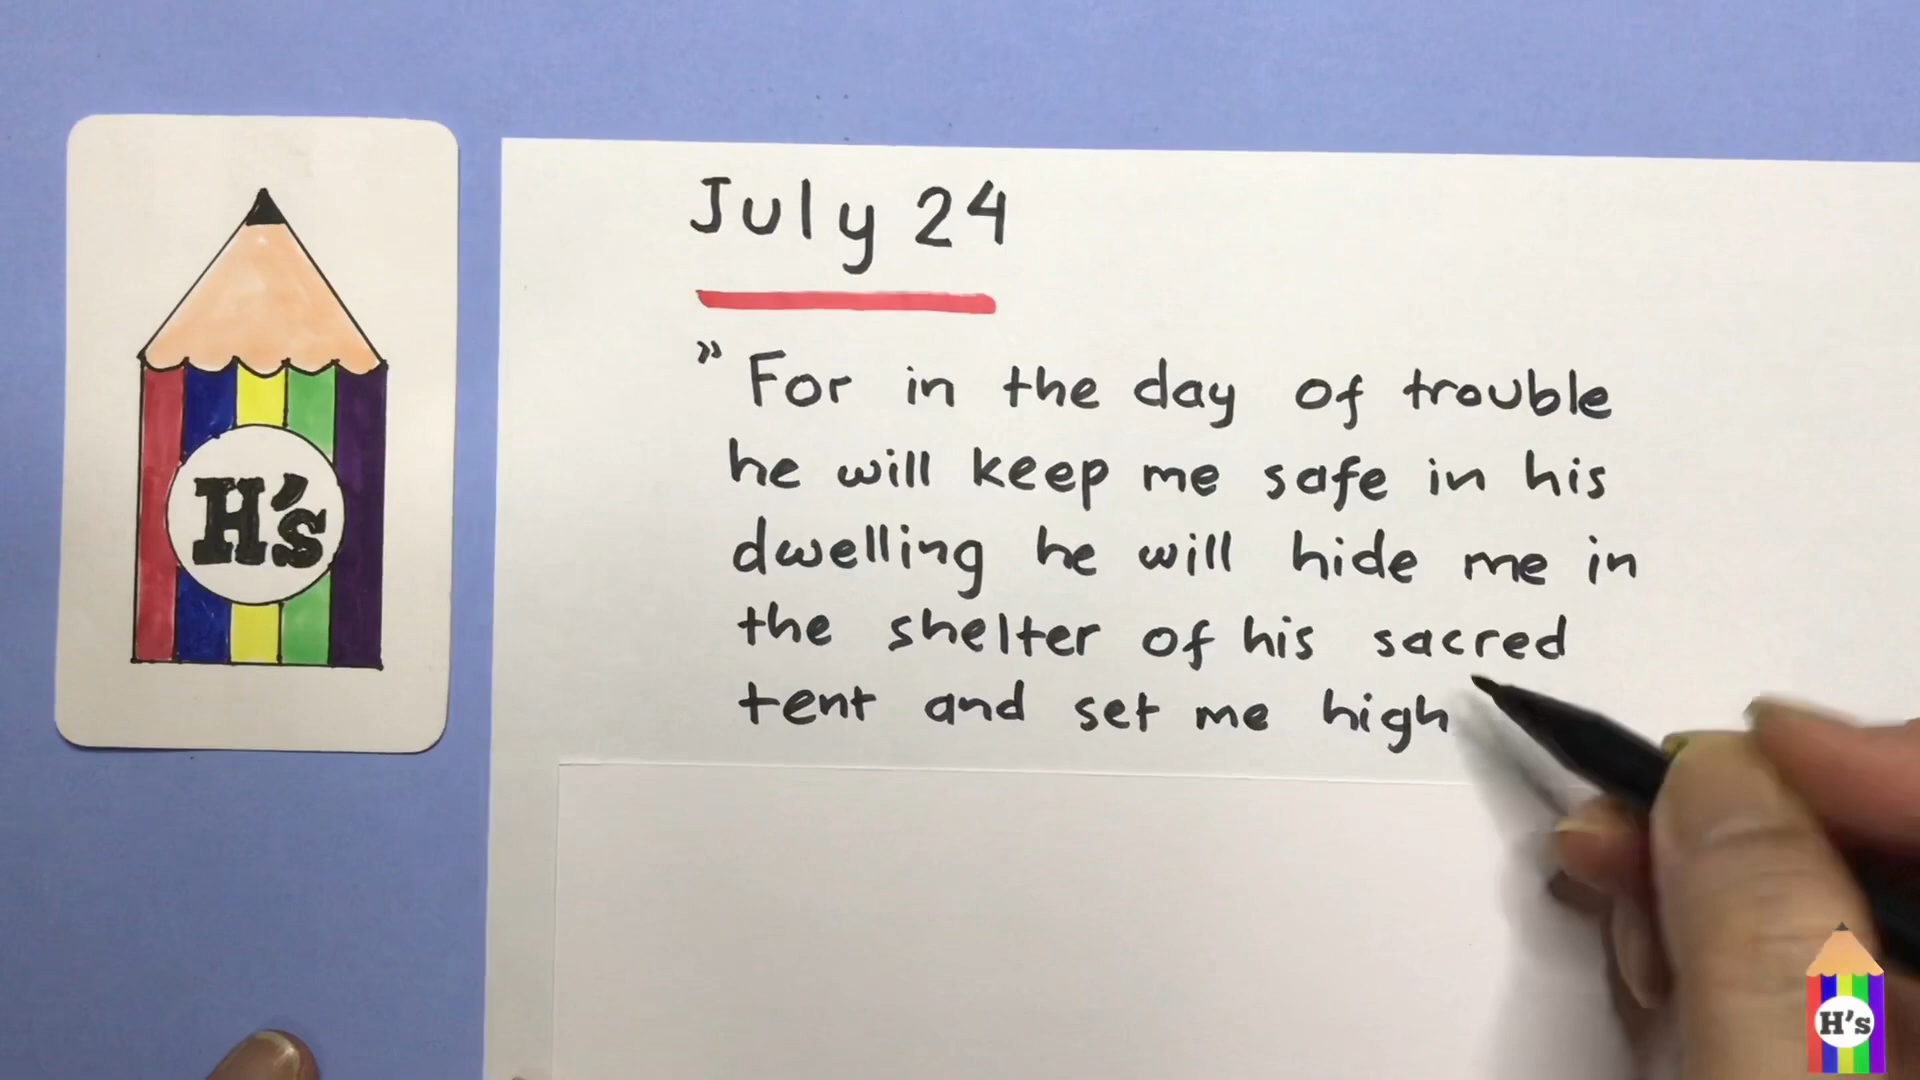 H's
July 24
” For in the day of trouble
he will keep me safe in his
dwelling he will hide me in
the shelter of his sacred
tent and set me high
H's